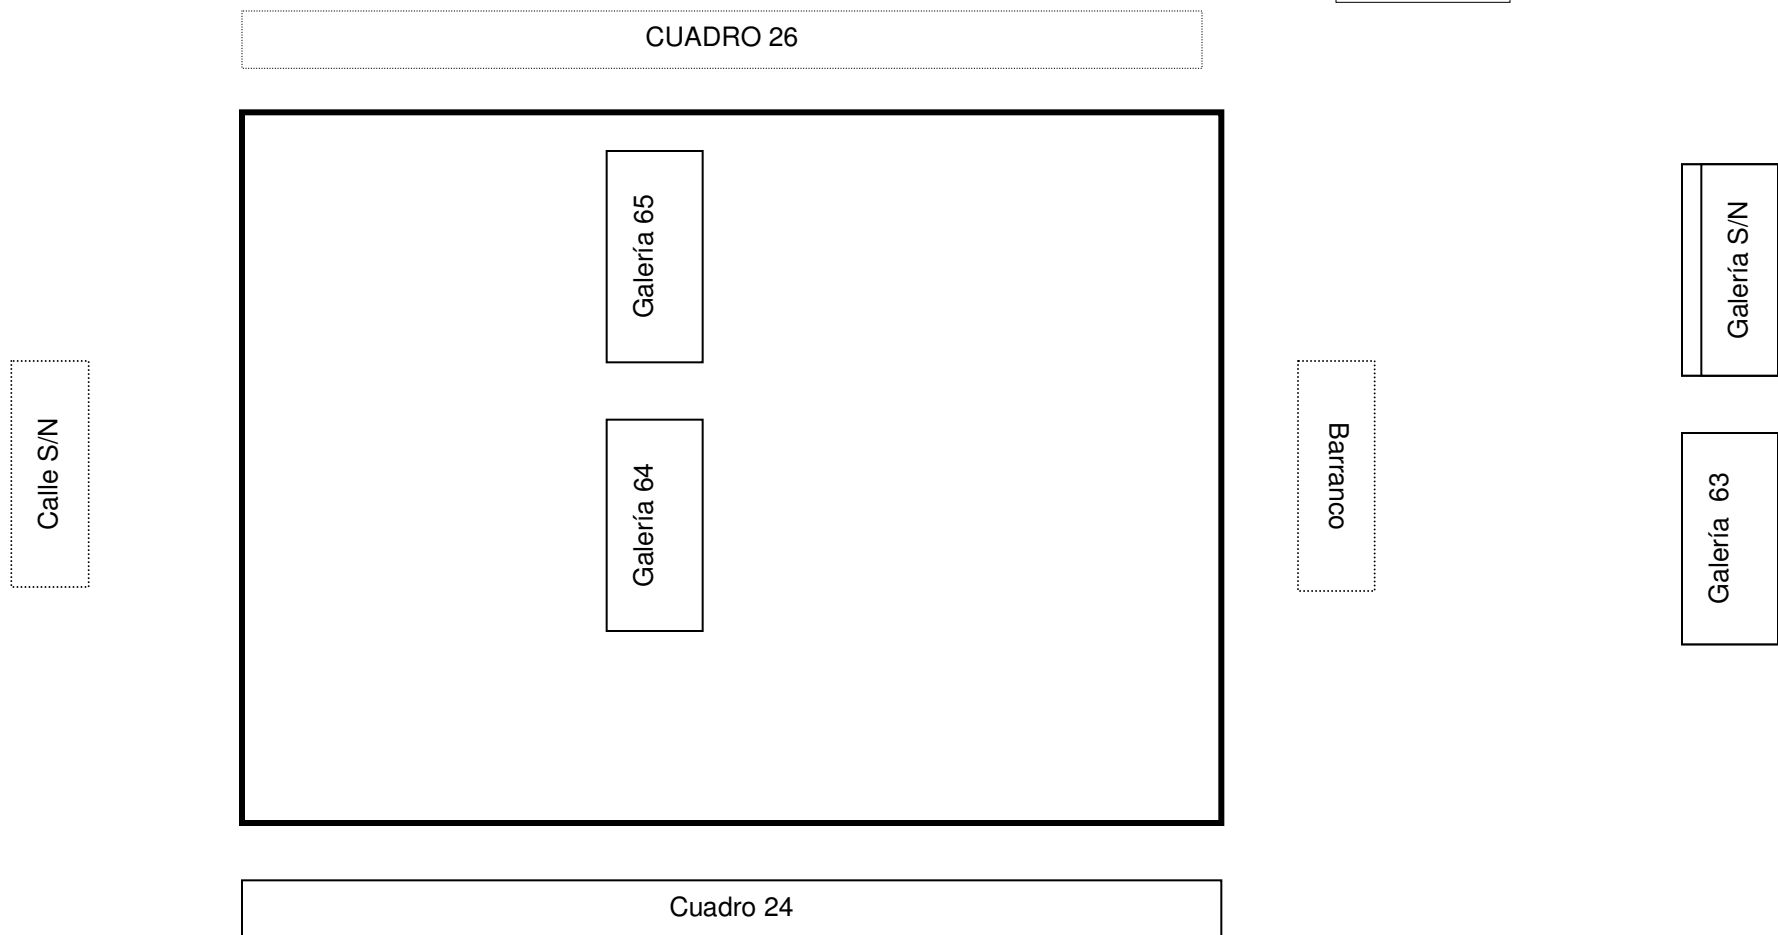 CUADRO 26
Galería 65
Galería S/N
Calle S/N
Barranco
Galería 64
Galería  63
Cuadro 24